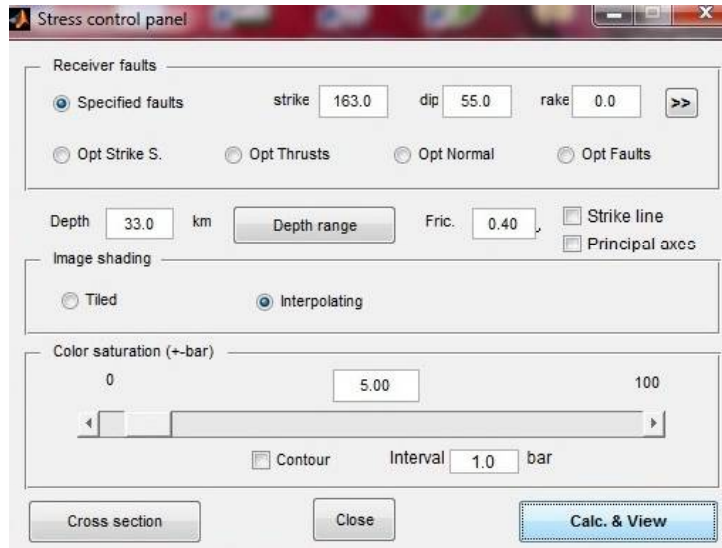 Stress control panel
Receiver faults
Specified faults strike 163.0 dip 55.0 rake 0.0 >>
Opt Strike S. Opt Thrusts Opt Normal Opt Faults
Depth 33.0 km Depth range Fric. 0.40 Strike line
Principal axes
Image shading
Tiled Interpolating
Color saturation (+-bar)
0 5.00 100
Contour Interval 1.0 bar
Cross section Close Calc. & View